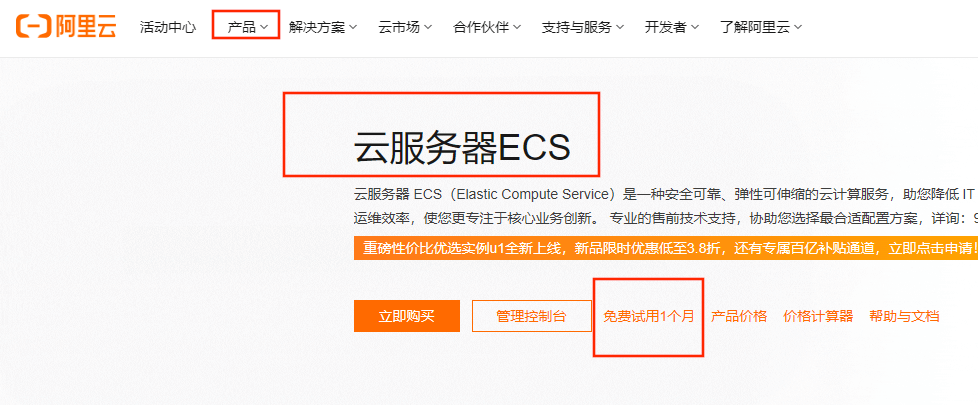 阿里云 活动中心 产品 解决方案 云市场 合作伙伴 支持与服务 开发者 了解阿里云
云服务器ECS
云服务器 ECS（Elastic Compute Service）是一种安全可靠、弹性可伸缩的云计算服务，助您降低 IT
运维效率，使您更专注于核心业务创新。 专业的售前技术支持，协助您选择最合适配置方案，详询：9
重磅性价比优选实例u1全新上线，新品限时优惠低至3.8折，还有专属百亿补贴通道，立即点击申请！
立即购买 管理控制台 免费试用1个月 产品价格 价格计算器 帮助与文档